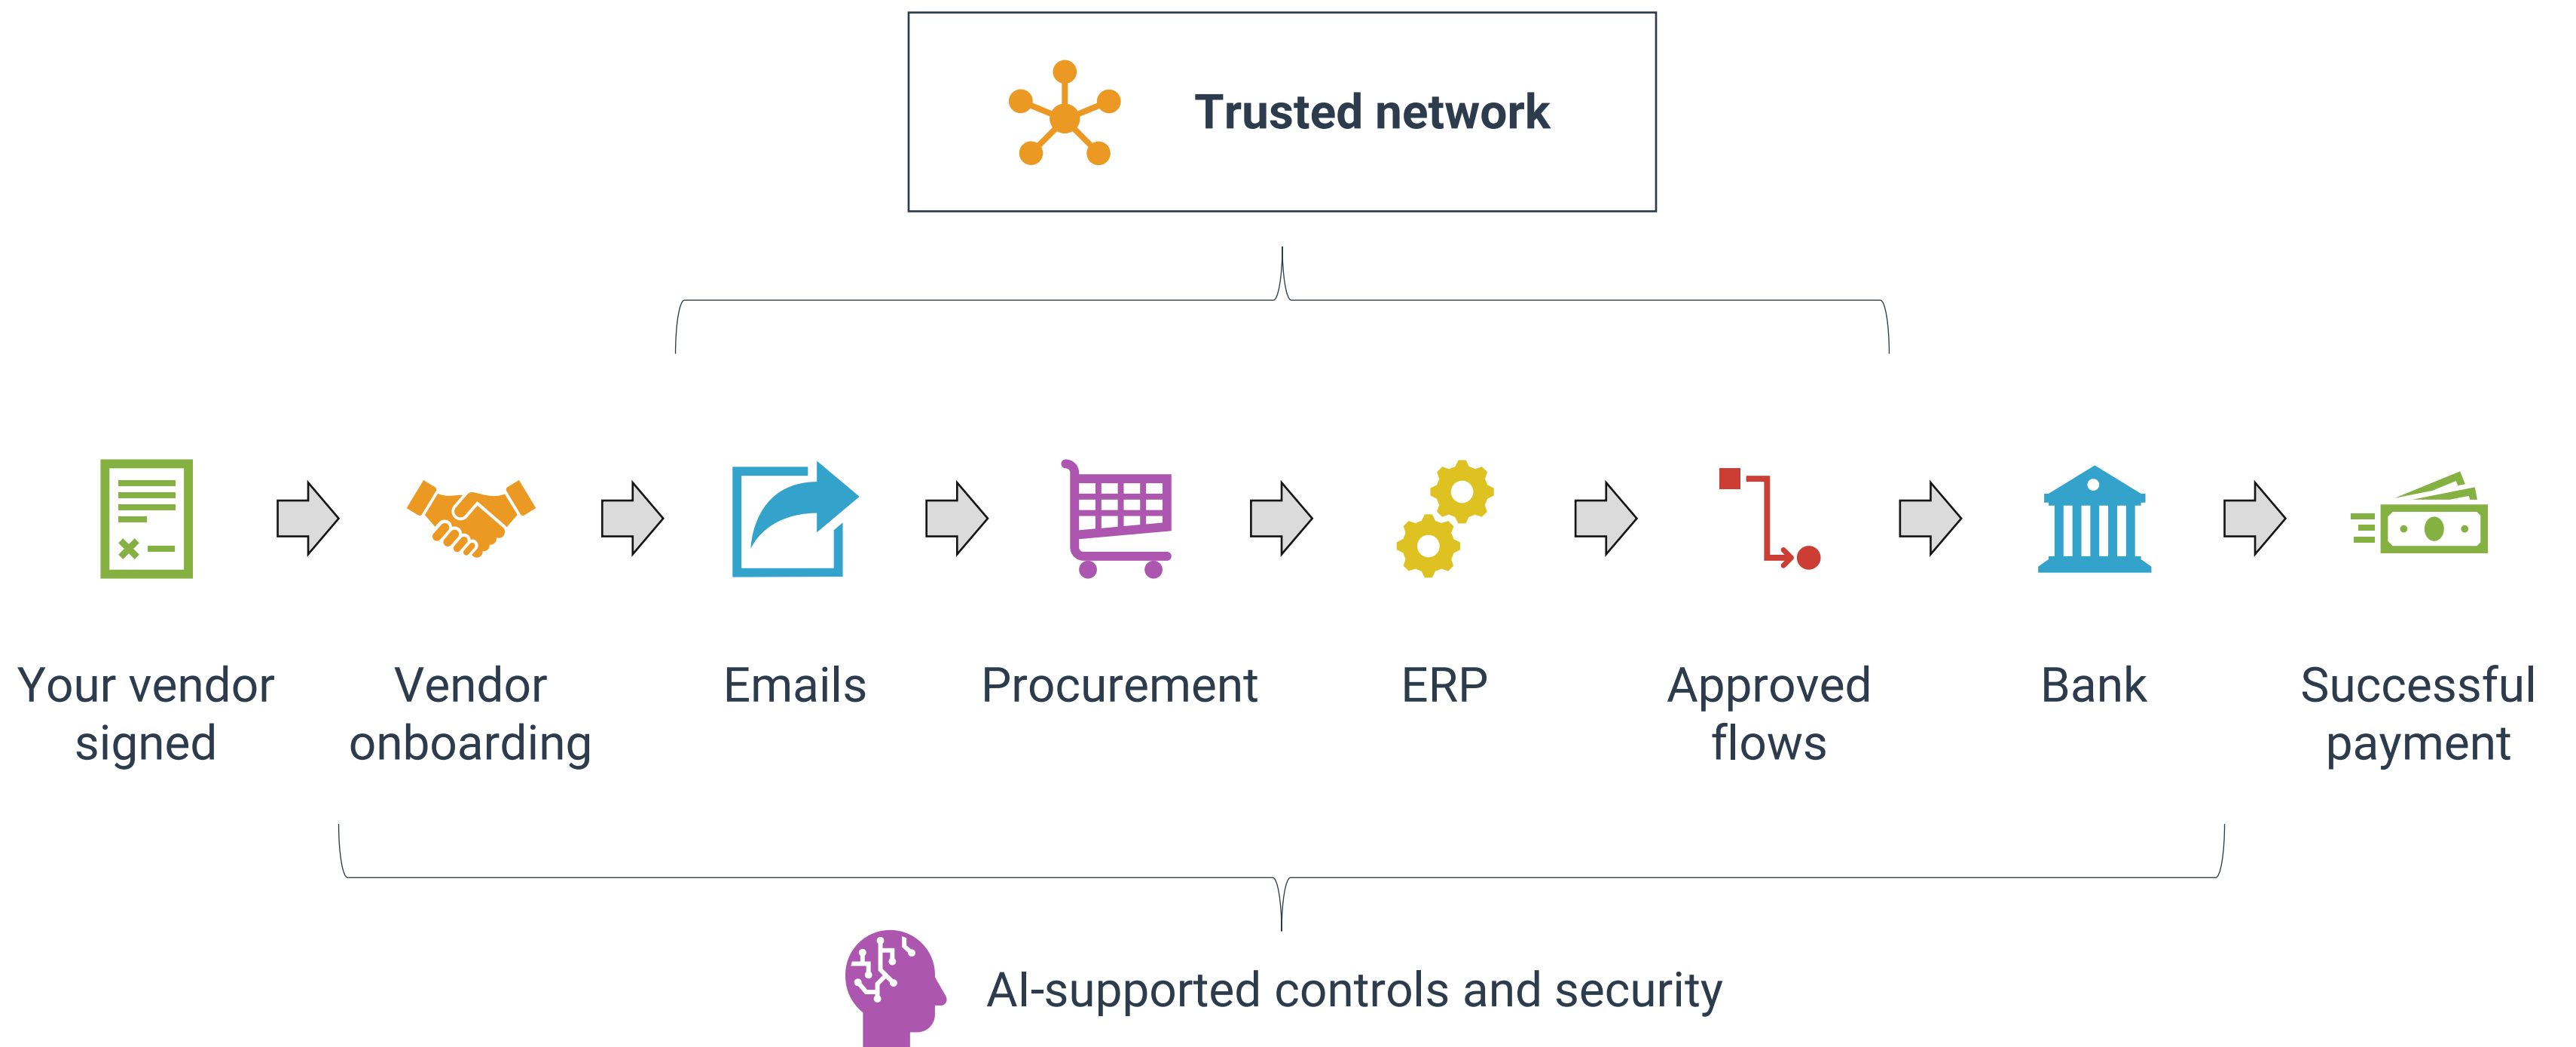 Trusted network
Your vendor
signed
Vendor
onboarding
Emails
Procurement
ERP
Approved
flows
Bank
Successful
payment
AI-supported controls and security